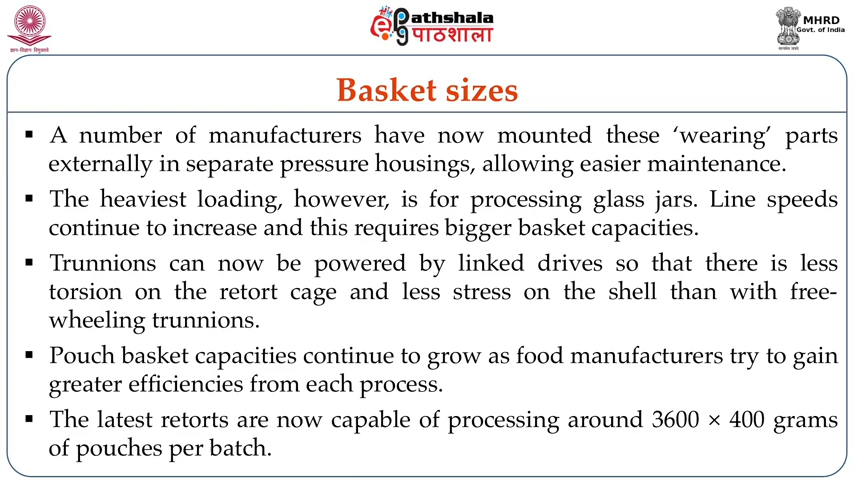 ePathshala
पाठशाला
MHRD
Govt. of India
Basket sizes
▪ A number of manufacturers have now mounted these ‘wearing’ parts
externally in separate pressure housings, allowing easier maintenance.
▪ The heaviest loading, however, is for processing glass jars. Line speeds
continue to increase and this requires bigger basket capacities.
▪ Trunnions can now be powered by linked drives so that there is less
torsion on the retort cage and less stress on the shell than with free-
wheeling trunnions.
▪ Pouch basket capacities continue to grow as food manufacturers try to gain
greater efficiencies from each process.
▪ The latest retorts are now capable of processing around 3600 × 400 grams
of pouches per batch.